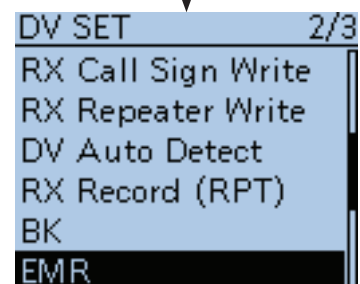 DV SET 2/3
RX Call Sign Write
RX Repeater Write
DV Auto Detect
RX Record (RPT)
BK
EMR